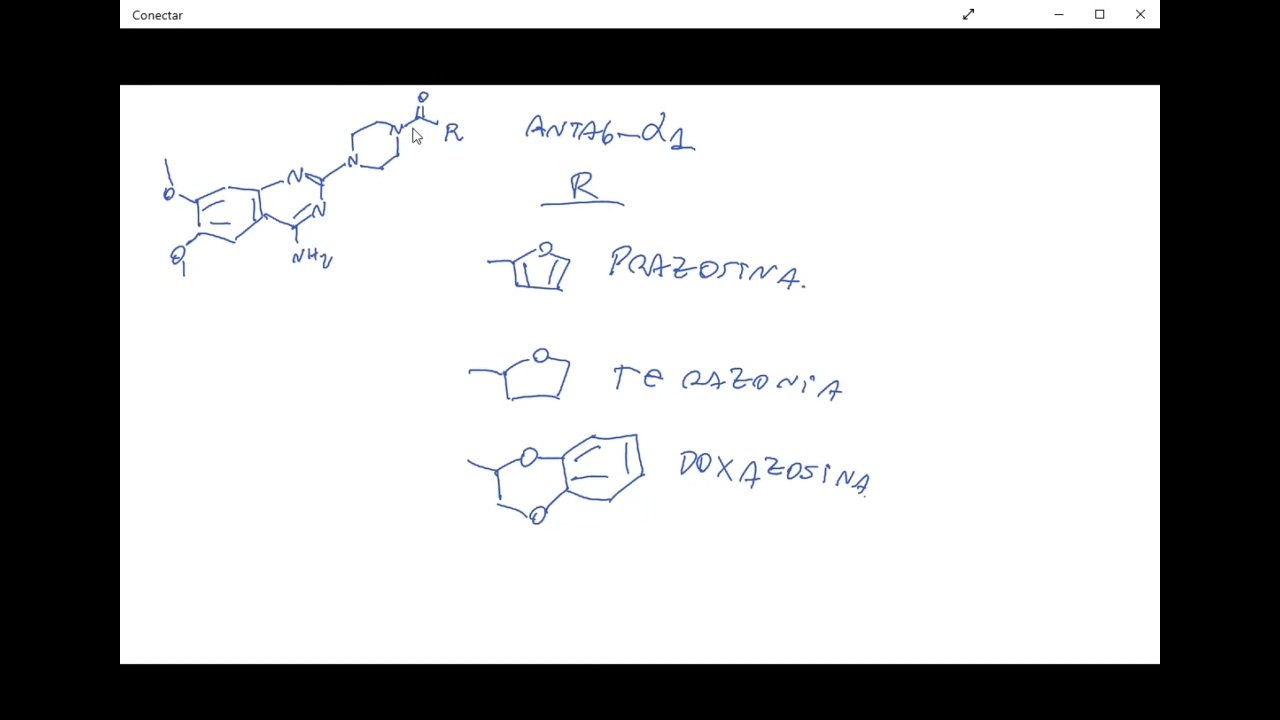 Conectar
O
N
R
ANTAG-α1
N
N
R
O
N
O
NH2
O
PRAZOSINA.
O
TERAZONIA
O
DOXAZOSINA
O